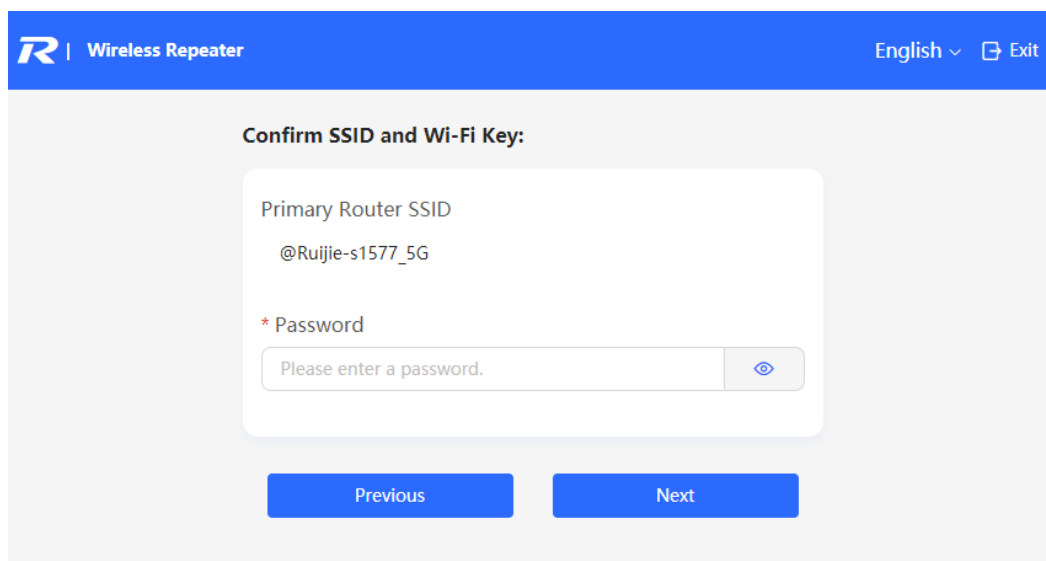 R | Wireless Repeater English Exit
Confirm SSID and Wi-Fi Key:
Primary Router SSID
@Ruijie-s1577_5G
* Password
Please enter a password.
Previous Next